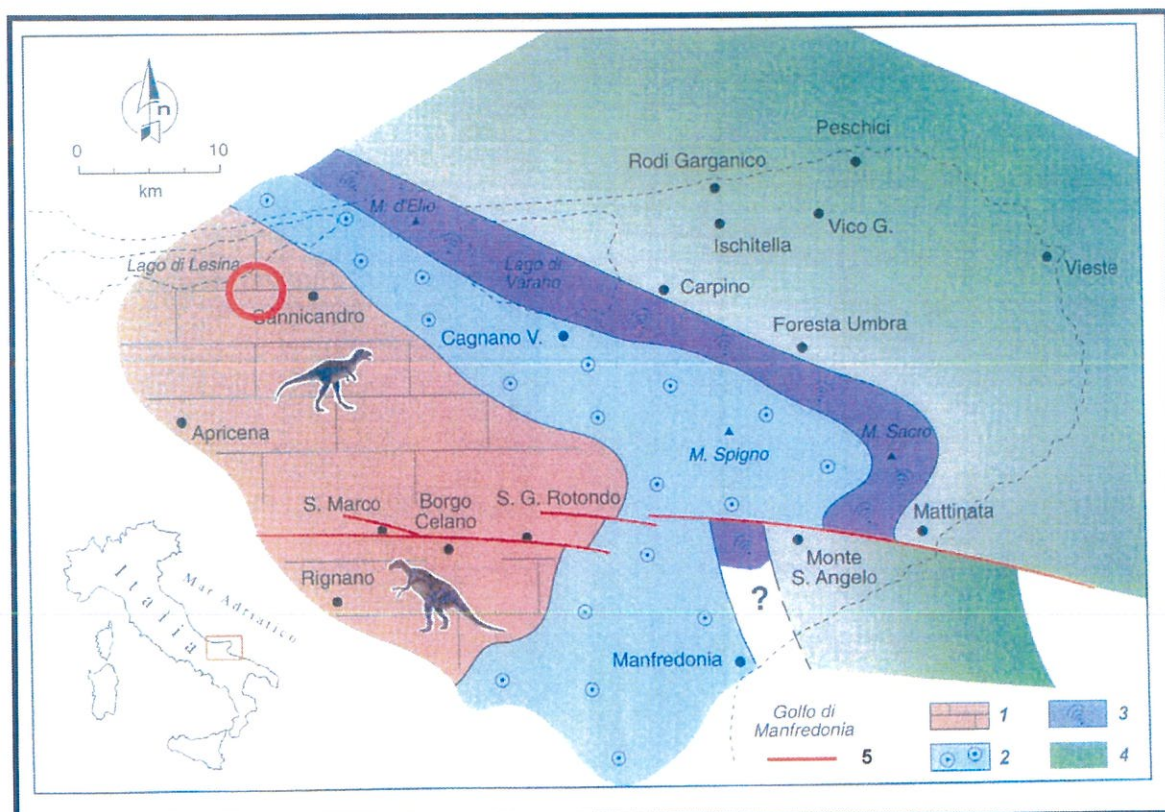 n
0 10
km
Peschici
Rodi Garganico
M. d'Elio
Ischitella
Vico G.
Vieste
Lago di Lesina
Lago di
Varano
Carpino
Sannicandro
Cagnano V.
Foresta Umbra
Apricena
M. Spigno
M. Sacro
S. Marco
Borgo
Celano
S. G. Rotondo
Mattinata
Monte
S. Angelo
Rignano
?
Manfredonia
Italia
Mar Adriatico
Golfo di
Manfredonia
5
1
2
3
4